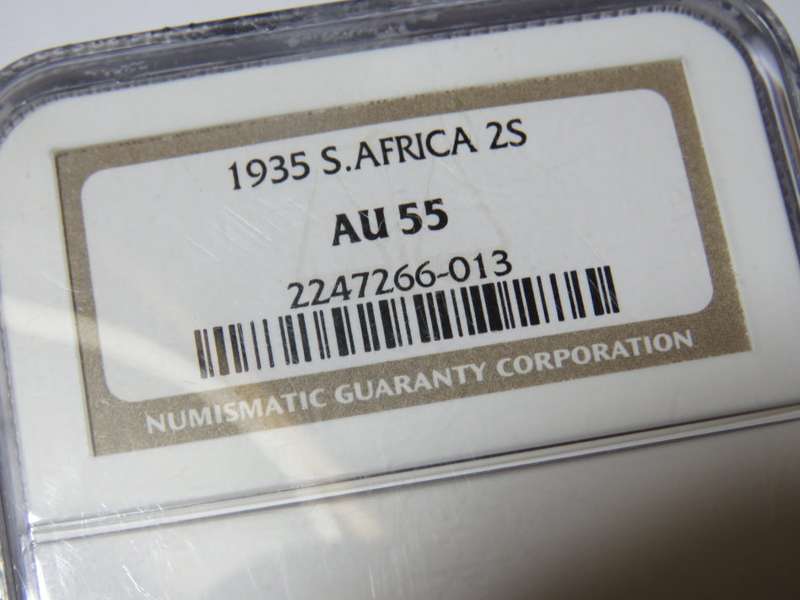 1935 S.AFRICA 2S
AU 55
2247266-013
NUMISMATIC GUARANTY CORPORATION